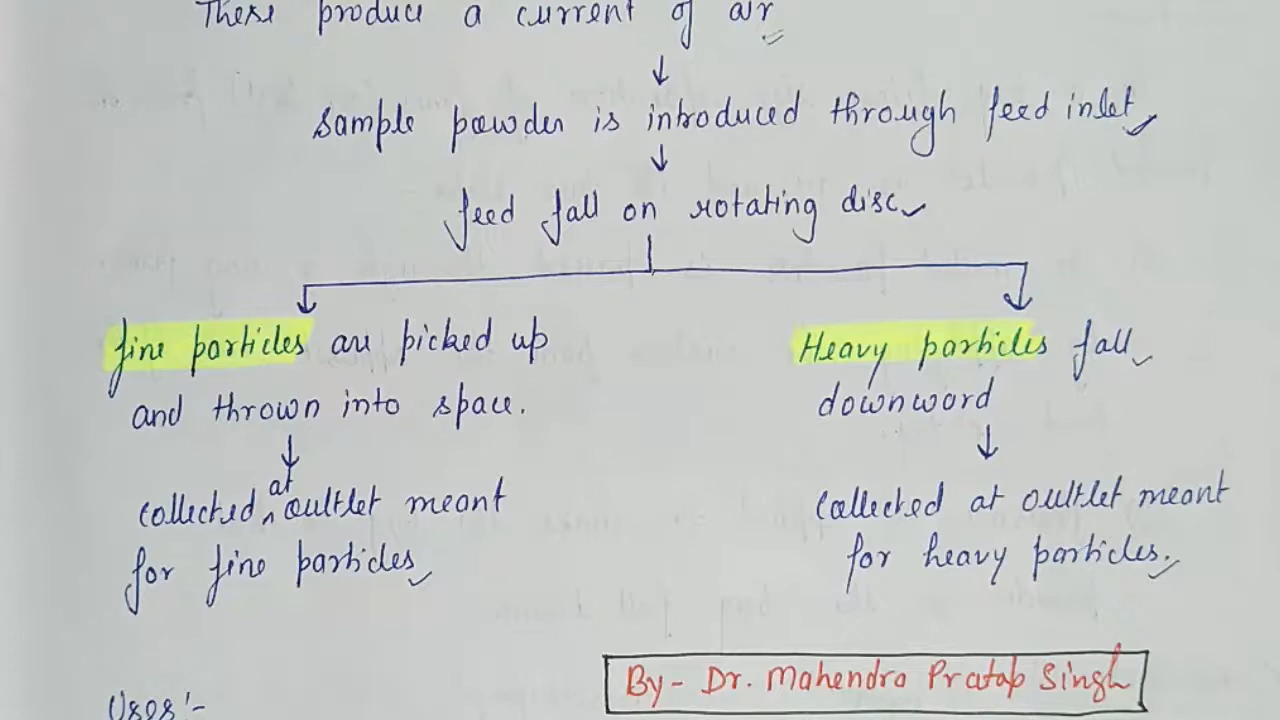 These produce a current of air
sample powder is introduced through feed inlet
feed fall on rotating disc
fine particles are picked up
and thrown into space.
collected at outlet meant
for fine particles
Heavy particles fall
downword
Collected at outlet meant
for heavy particles.
By- Dr. Mahendra Pratap Singh
Uses:-